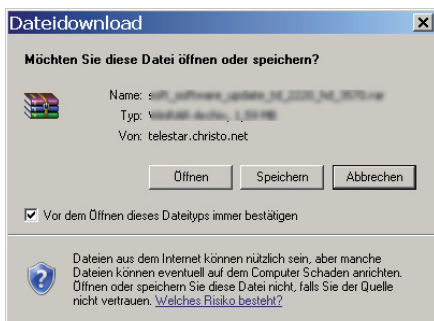 Dateidownload
Möchten Sie diese Datei öffnen oder speichern?
Name:
Typ:
Von: telestar.christo.net
Öffnen Speichern Abbrechen
Vor dem Öffnen dieses Dateityps immer bestätigen
Dateien aus dem Internet können nützlich sein, aber manche
Dateien können eventuell auf dem Computer Schaden anrichten.
Öffnen oder speichern Sie diese Datei nicht, falls Sie der Quelle
nicht vertrauen. Welches Risiko besteht?